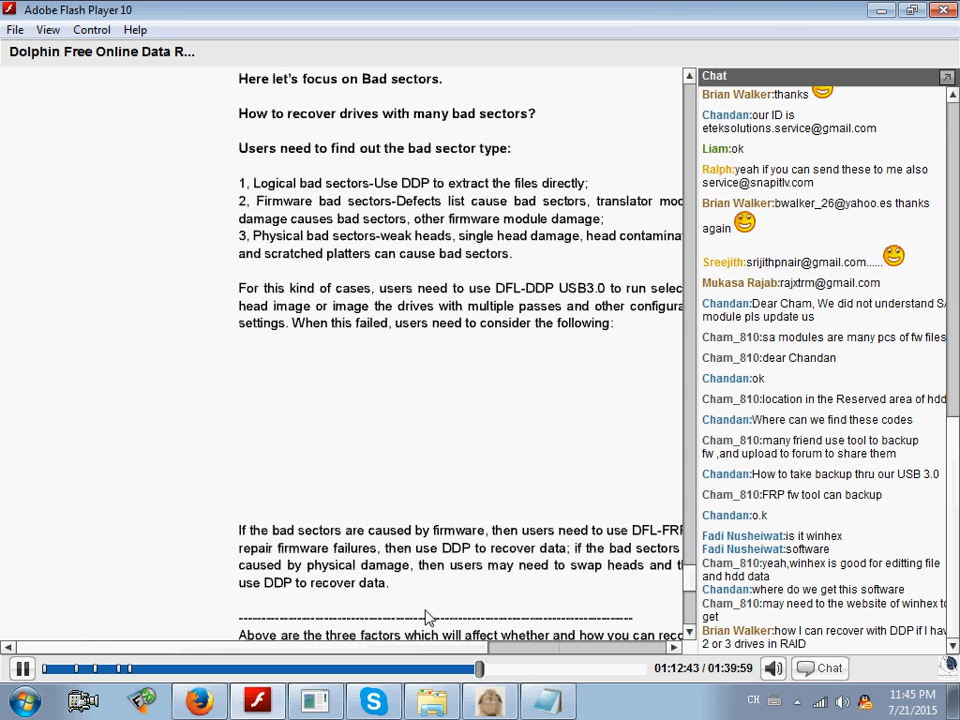 Adobe Flash Player 10
File View Control Help
Dolphin Free Online Data R...
Here let's focus on Bad sectors.
How to recover drives with many bad sectors?
Users need to find out the bad sector type:
1, Logical bad sectors-Use DDP to extract the files directly;
2, Firmware bad sectors-Defects list cause bad sectors, translator mod
damage causes bad sectors, other firmware module damage;
3, Physical bad sectors-weak heads, single head damage, head contamina
and scratched platters can cause bad sectors.
For this kind of cases, users need to use DFL-DDP USB3.0 to run selec
head image or image the drives with multiple passes and other configura
settings. When this failed, users need to consider the following:
If the bad sectors are caused by firmware, then users need to use DFL-FRP
repair firmware failures, then use DDP to recover data; if the bad sectors
caused by physical damage, then users may need to swap heads and th
use DDP to recover data.
--------------------------------------------------------------------------------
Above are the three factors which will affect whether and how you can reco
Chat
Brian Walker:thanks
Chandan:our ID is
eteksolutions.service@gmail.com
Liam:ok
Ralph:yeah if you can send these to me also
service@snapitlv.com
Brian Walker:bwalker_26@yahoo.es thanks
again
Sreejith:srijithpnair@gmail.com......
Mukasa Rajab:rajxtrm@gmail.com
Chandan:Dear Cham, We did not understand SA
module pls update us
Cham_810:sa modules are many pcs of fw files
Cham_810:dear Chandan
Chandan:ok
Cham_810:location in the Reserved area of hdd
Chandan:Where can we find these codes
Cham_810:many friend use tool to backup
fw ,and upload to forum to share them
Chandan:How to take backup thru our USB 3.0
Cham_810:FRP fw tool can backup
Chandan:o.k
Fadi Nusheiwat:is it winhex
Fadi Nusheiwat:software
Cham_810:yeah,winhex is good for editting file
and hdd data
Chandan:where do we get this software
Cham_810:may need to the website of winhex to
get
Brian Walker:how I can recover with DDP if I hav
2 or 3 drives in RAID
01:12:43 / 01:39:59
Chat
CH
11:45 PM
7/21/2015